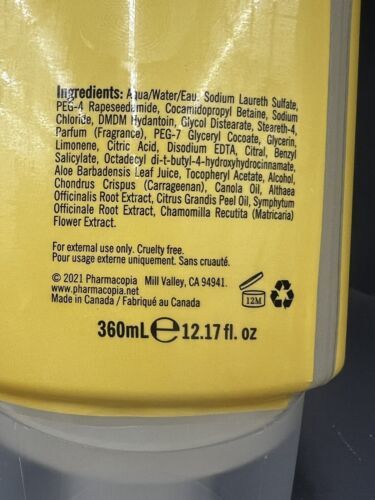 Ingredients: Aqua/Water/Eau, Sodium Laureth Sulfate,
PEG-4 Rapeseedamide, Cocamidopropyl Betaine, Sodium
Chloride, DMDM Hydantoin, Glycol Distearate, Steareth-4,
Parfum (Fragrance), PEG-7 Glyceryl Cocoate, Glycerin,
Limonene, Citric Acid, Disodium EDTA, Citral, Benzyl
Salicylate, Octadecyl di-t-butyl-4-hydroxyhydrocinnamate,
Aloe Barbadensis Leaf Juice, Tocopheryl Acetate, Alcohol,
Chondrus Crispus (Carrageenan), Canola Oil, Althaea
Officinalis Root Extract, Citrus Grandis Peel Oil, Symphytum
Officinale Root Extract, Chamomilla Recutita (Matricaria)
Flower Extract.
For external use only. Cruelty free.
Pour usage externe uniquement. Sans cruauté.
© 2021 Pharmacopia Mill Valley, CA 94941.
www.pharmacopia.net
Made in Canada / Fabriqué au Canada
12M
360mL℮12.17 fl. oz